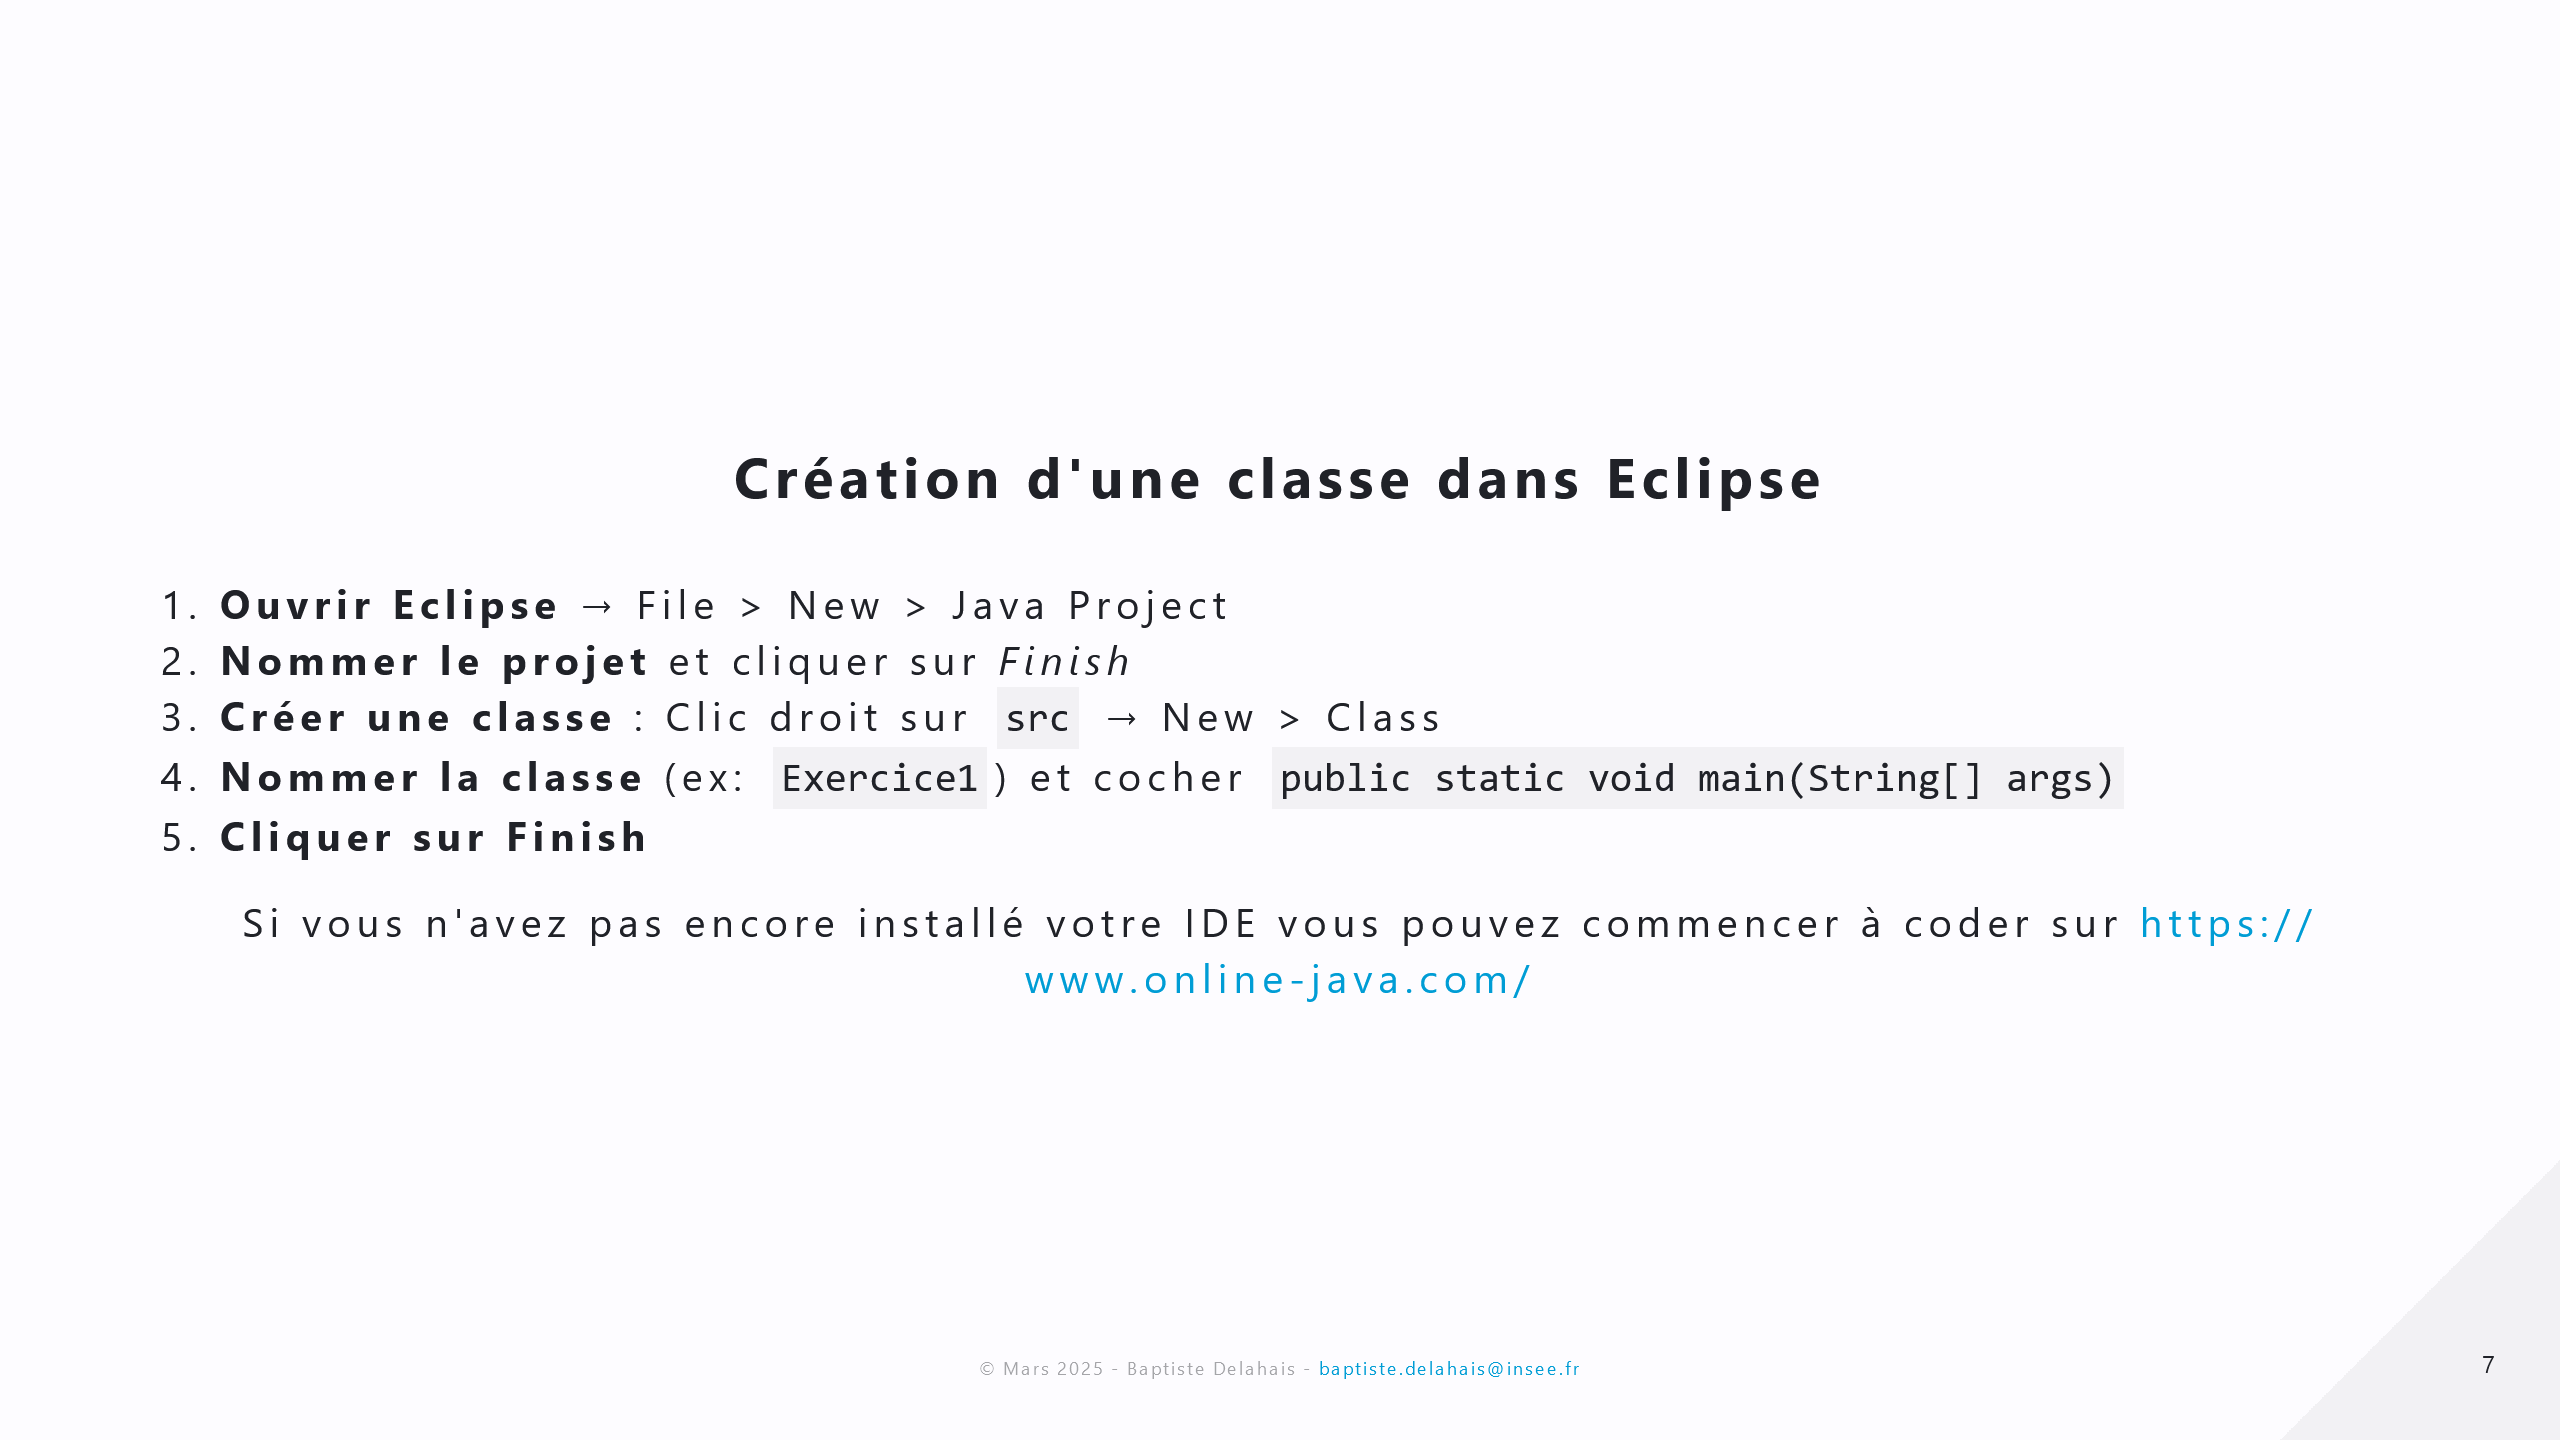 Création d'une classe dans Eclipse
1. Ouvrir Eclipse → File > New > Java Project
2. Nommer le projet et cliquer sur Finish
3. Créer une classe : Clic droit sur src → New > Class
4. Nommer la classe (ex: Exercice1) et cocher public static void main(String[] args)
5. Cliquer sur Finish
Si vous n'avez pas encore installé votre IDE vous pouvez commencer à coder sur https://
www.online-java.com/
© Mars 2025 - Baptiste Delahais - baptiste.delahais@insee.fr
7